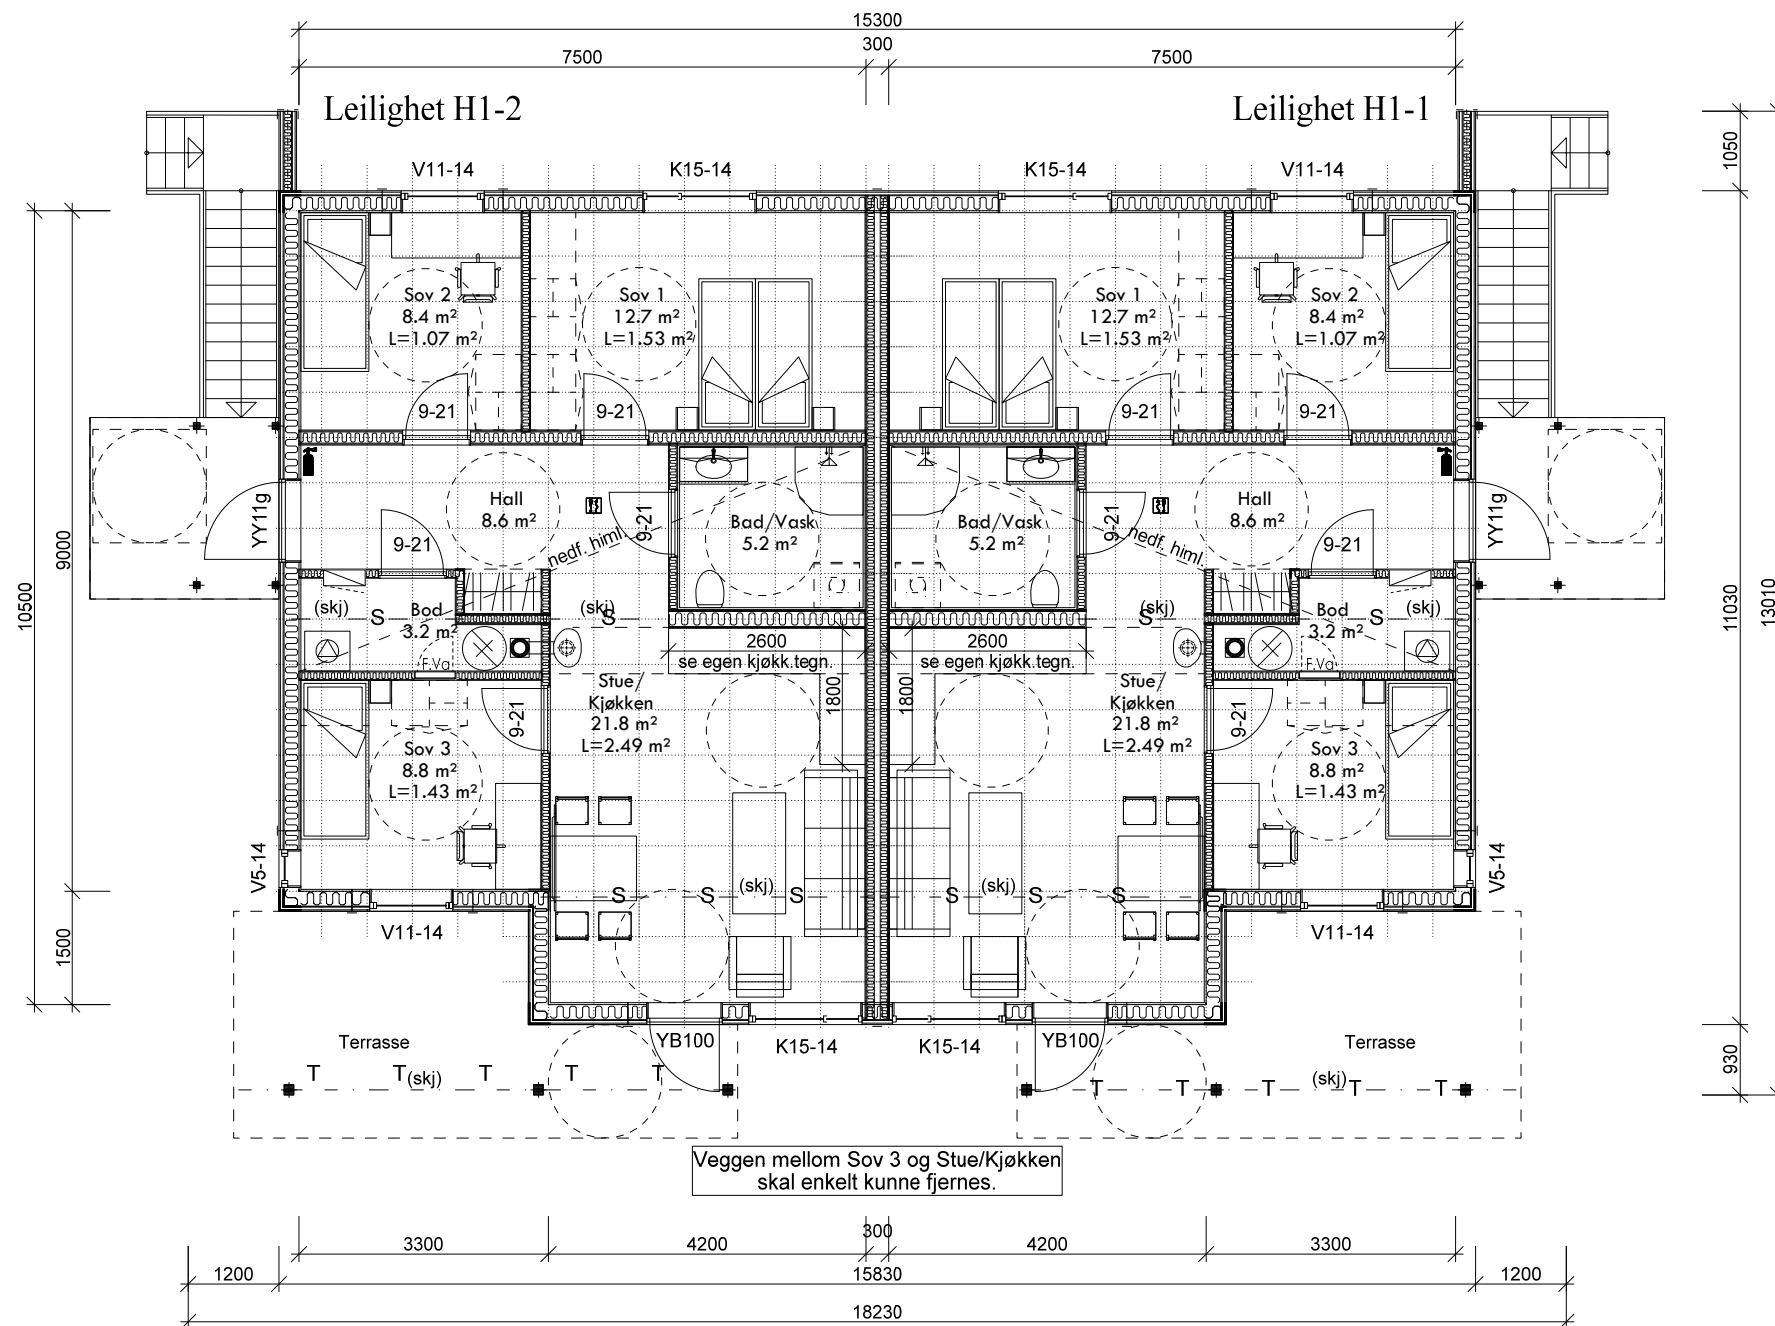 15300
7500
300
7500
Leilighet H1-2
Leilighet H1-1
1050
V11-14
K15-14
K15-14
V11-14
Sov 2
8.4 m²
L=1.07 m²
Sov 1
12.7 m²
L=1.53 m²
Sov 1
12.7 m²
L=1.53 m²
Sov 2
8.4 m²
L=1.07 m²
9-21
9-21
9-21
9-21
YY11g
Hall
8.6 m²
9-21
9-21
nedf. himl.
Bad/Vask
5.2 m²
Bad/Vask
5.2 m²
9-21
nedf. himl.
Hall
8.6 m²
9-21
YY11g
10500
9000
11030
13010
(skj)
S
Bod
3.2 m²
F.Va
(skj)
S
2600
se egen kjøkk.tegn.
2600
se egen kjøkk.tegn.
(skj)
S
Bod
3.2 m²
S
(skj)
F.Va
9-21
Stue/
Kjøkken
21.8 m²
L=2.49 m²
1800
1800
Stue/
Kjøkken
21.8 m²
L=2.49 m²
9-21
Sov 3
8.8 m²
L=1.43 m²
Sov 3
8.8 m²
L=1.43 m²
V5-14
V5-14
S
S
(skj)
S
S
(skj)
S
S
1500
V11-14
V11-14
Terrasse
YB100
K15-14
K15-14
YB100
Terrasse
930
T
T
(skj)
T
T
T
T
T
T
(skj)
T
T
Veggen mellom Sov 3 og Stue/Kjøkken
skal enkelt kunne fjernes.
3300
4200
300
4200
3300
1200
15830
1200
18230